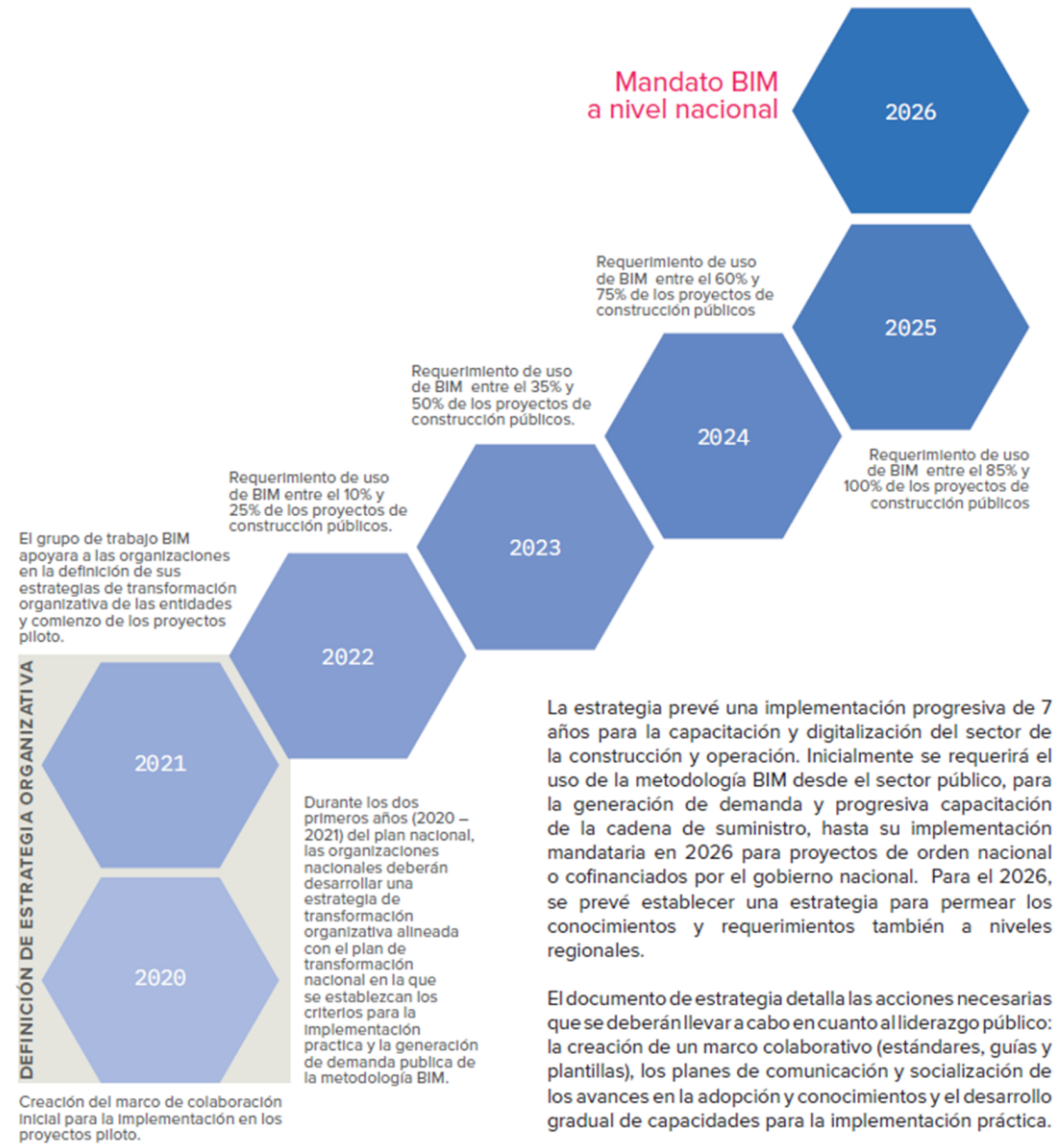 Mandato BIM
a nivel nacional
2026
Requerimiento de uso
de BIM entre el 60% y
75% de los proyectos de
construcción públicos
2025
Requerimiento de uso
de BIM entre el 35% y
50% de los proyectos de
construcción públicos.
2024
Requerimiento de uso
de BIM entre el 85% y
100% de los proyectos de
construcción públicos
Requerimiento de uso
de BIM entre el 10% y
25% de los proyectos de
construcción públicos.
2023
El grupo de trabajo BIM
apoyara a las organizaciones
en la definición de sus
estrategias de transformación
organizativa de las entidades
y comienzo de los proyectos
piloto.
2022
DEFINICIÓN DE ESTRATEGIA ORGANIZATIVA
2021
2020
Durante los dos
primeros años (2020 –
2021) del plan nacional,
las organizaciones
nacionales deberán
desarrollar una
estrategia de
transformación
organizativa alineada
con el plan de
transformación
nacional en la que
se establezcan los
criterios para la
implementación
practica y la generación
de demanda publica de
la metodología BIM.
Creación del marco de colaboración
inicial para la implementación en los
proyectos piloto.
La estrategia prevé una implementación progresiva de 7
años para la capacitación y digitalización del sector de
la construcción y operación. Inicialmente se requerirá el
uso de la metodología BIM desde el sector público, para
la generación de demanda y progresiva capacitación
de la cadena de suministro, hasta su implementación
mandataria en 2026 para proyectos de orden nacional
o cofinanciados por el gobierno nacional. Para el 2026,
se prevé establecer una estrategia para permear los
conocimientos y requerimientos también a niveles
regionales.
El documento de estrategia detalla las acciones necesarias
que se deberán llevar a cabo en cuanto al liderazgo público:
la creación de un marco colaborativo (estándares, guías y
plantillas), los planes de comunicación y socialización de
los avances en la adopción y conocimientos y el desarrollo
gradual de capacidades para la implementación práctica.